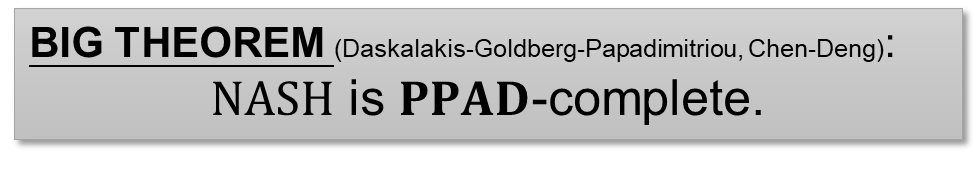 BIG THEOREM (Daskalakis-Goldberg-Papadimitriou, Chen-Deng):
NASH is PPAD-complete.